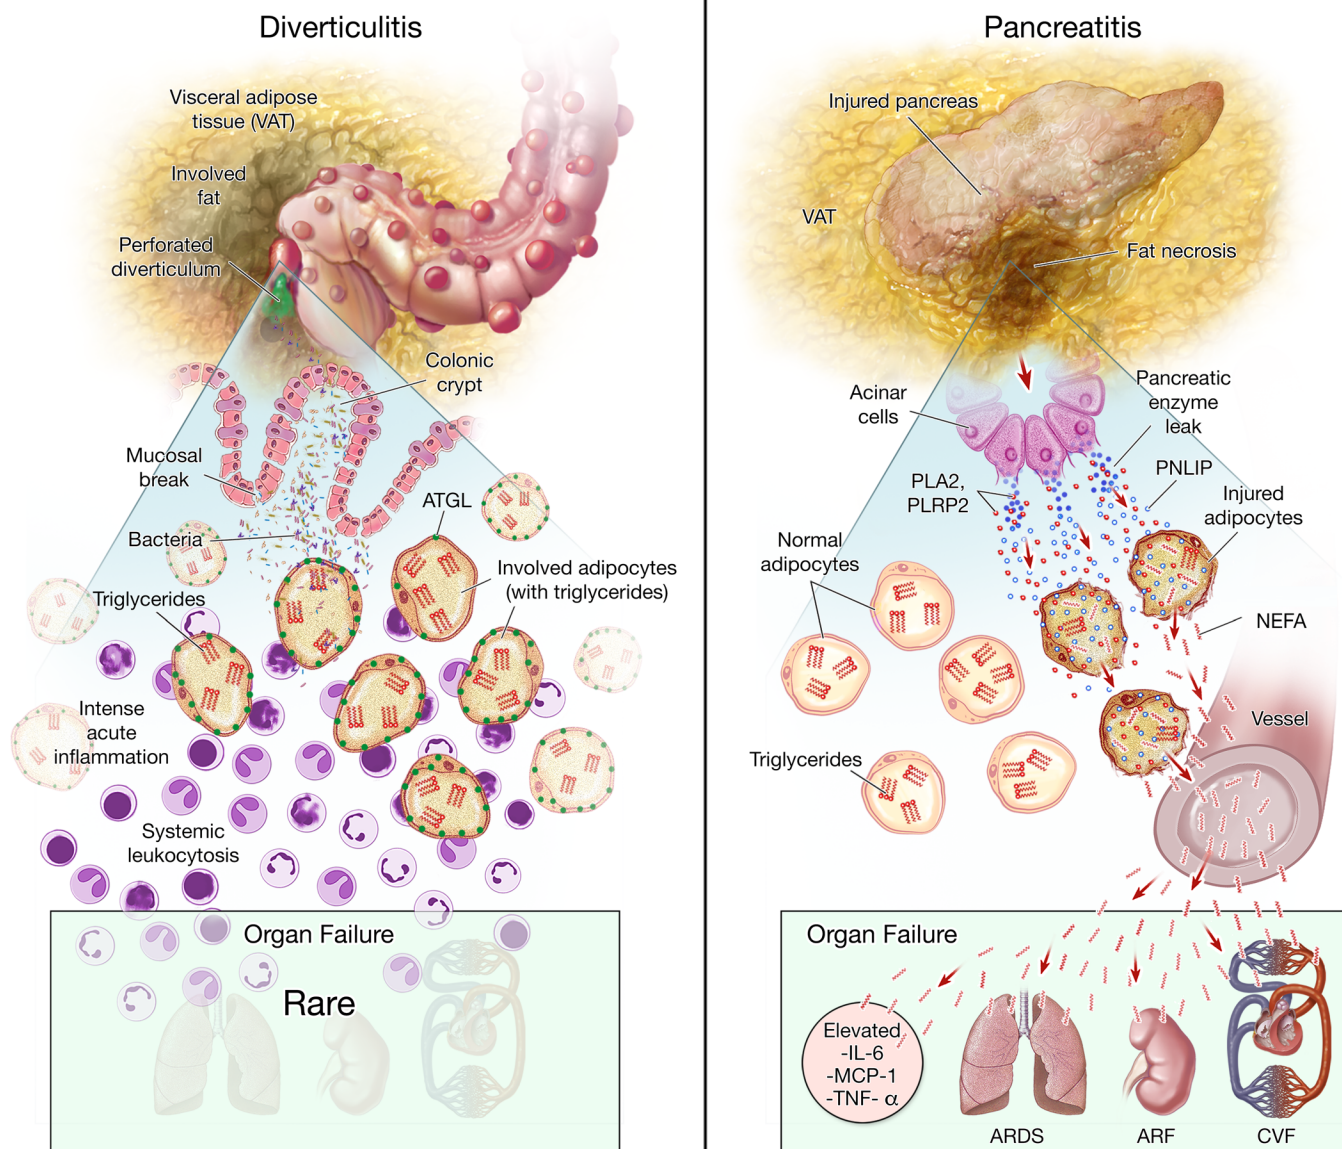 Diverticulitis
Visceral adipose
tissue (VAT)
Involved
fat
Perforated
diverticulum
Colonic
crypt
Mucosal
break
ATGL
Bacteria
Involved adipocytes
(with triglycerides)
Triglycerides
Intense
acute
inflammation
Systemic
leukocytosis
Organ Failure
Rare
Pancreatitis
Injured pancreas
VAT
Fat necrosis
Acinar
cells
Pancreatic
enzyme
leak
PLA2,
PLRP2
PNLIP
Injured
adipocytes
Normal
adipocytes
NEFA
Vessel
Triglycerides
Organ Failure
Elevated
-IL-6
-MCP-1
-TNF- α
ARDS
ARF
CVF